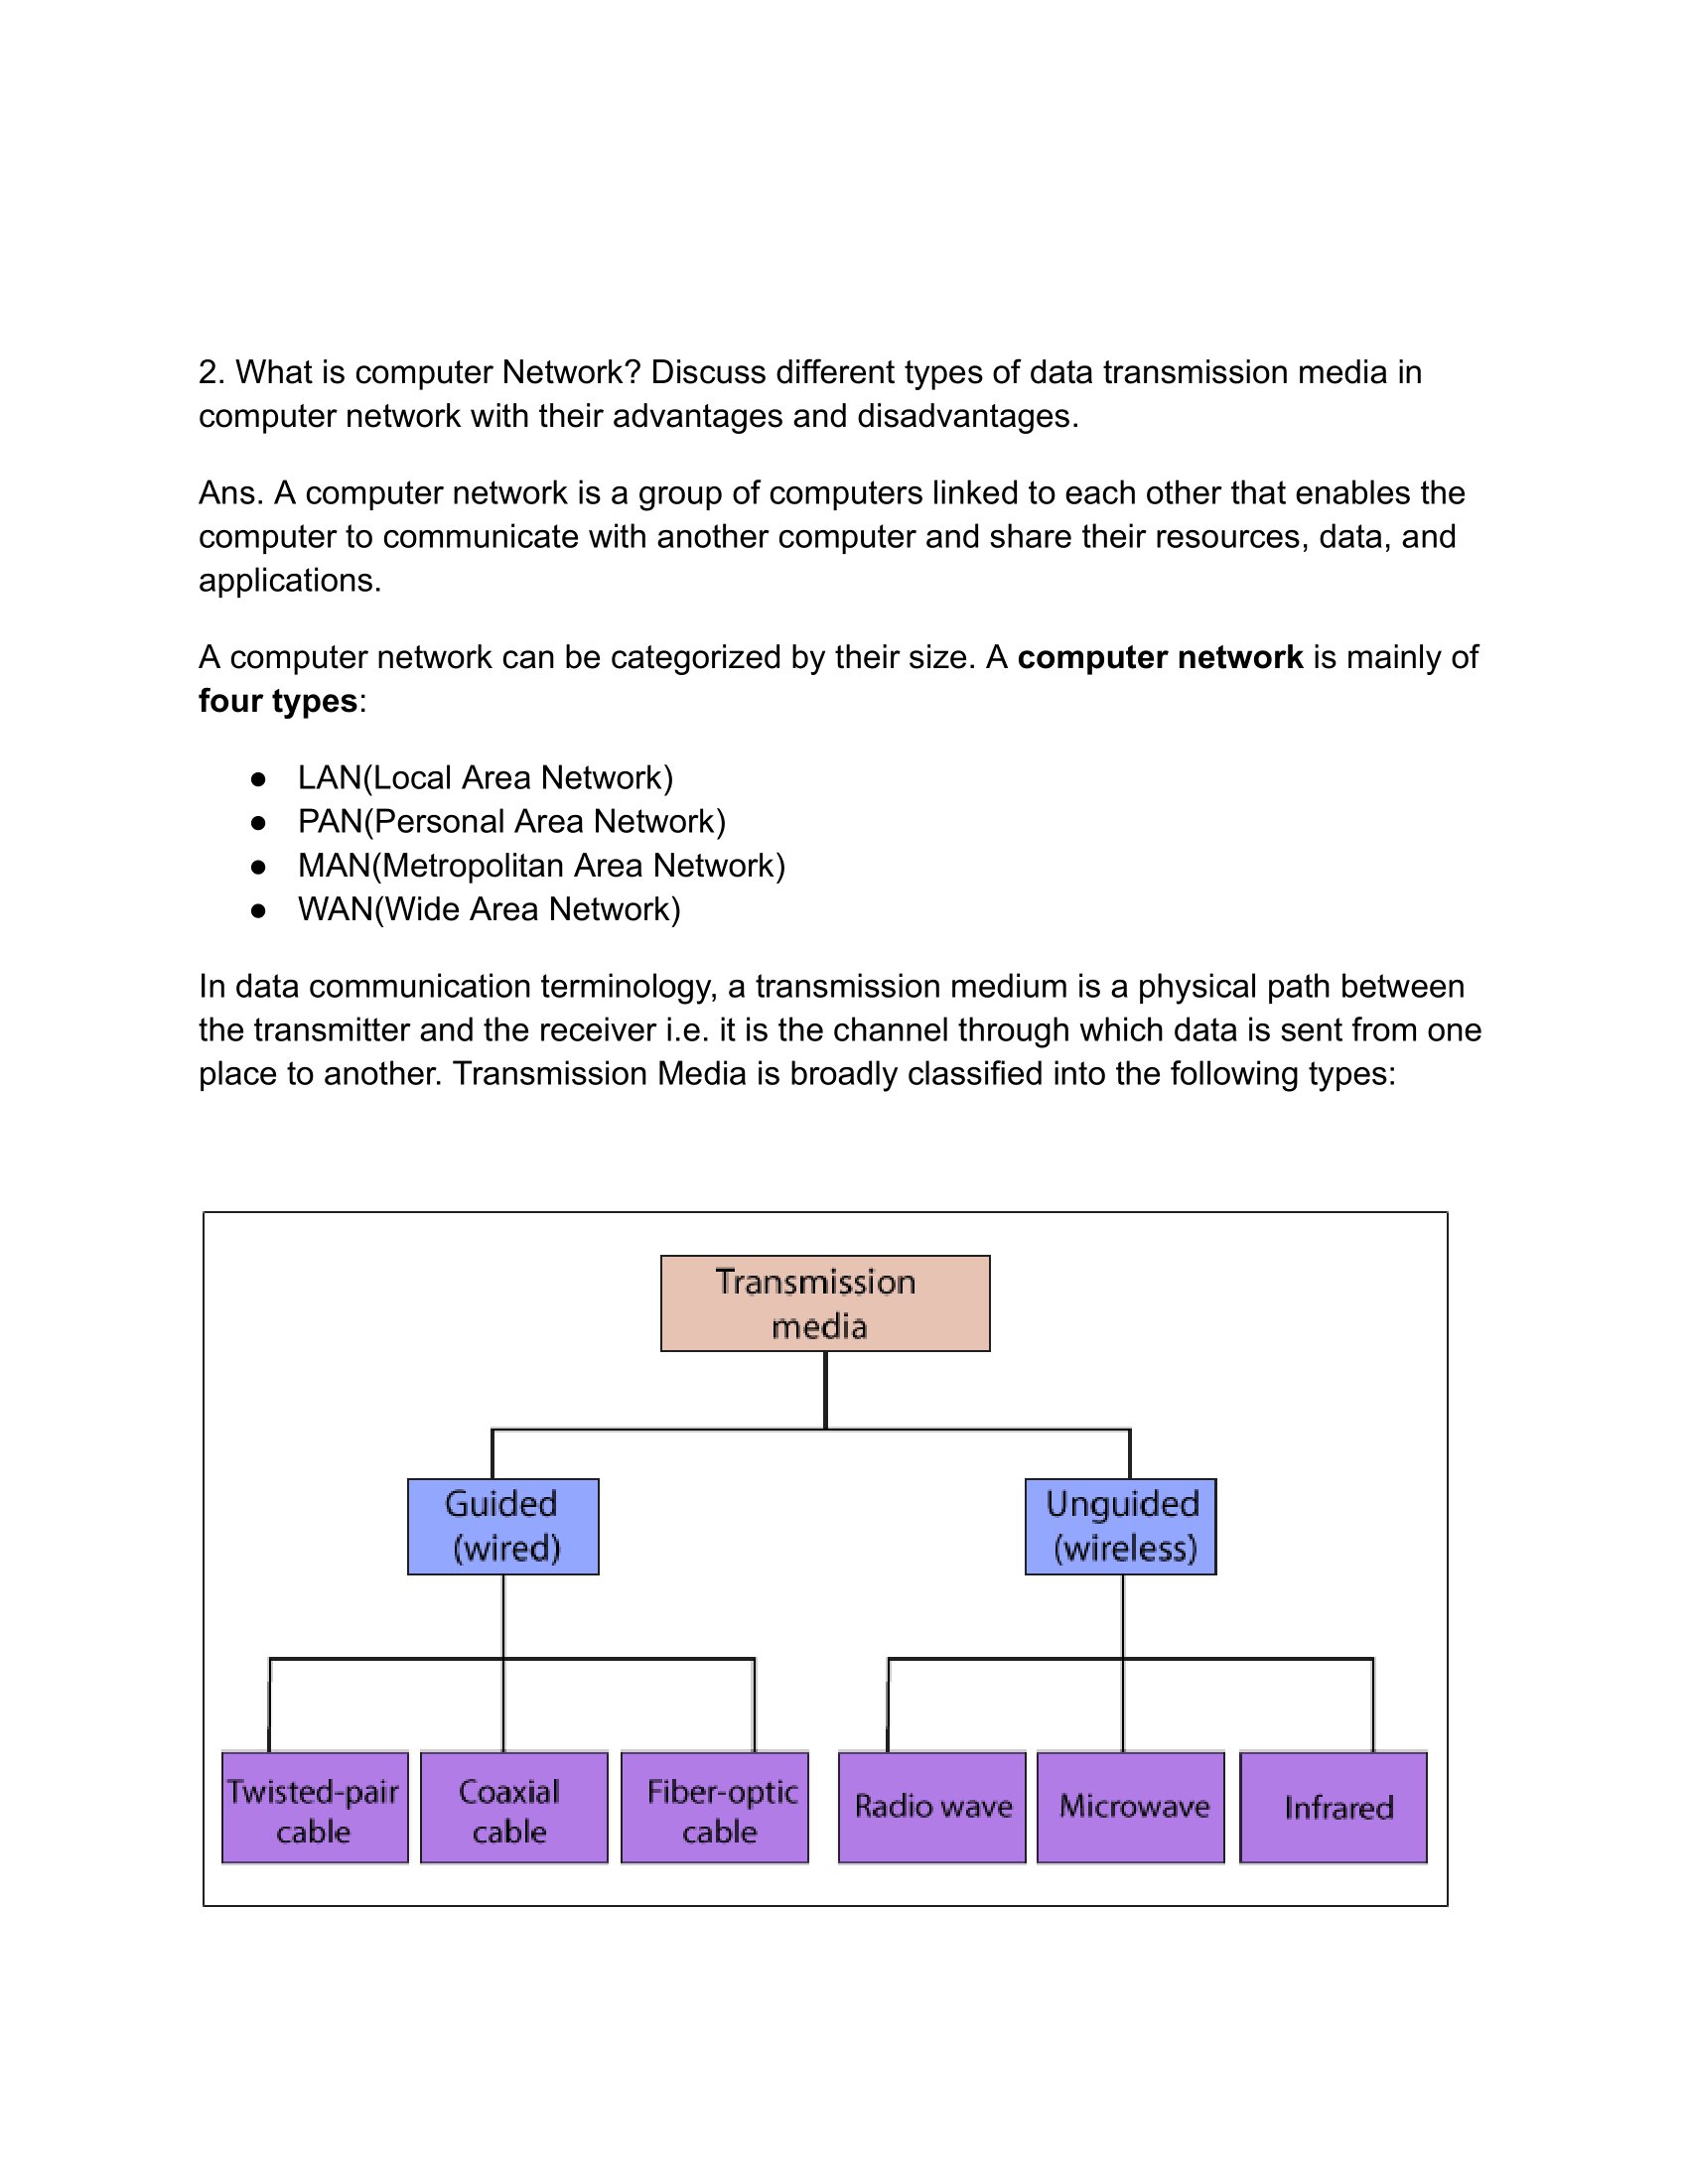 2. What is computer Network? Discuss different types of data transmission media in
computer network with their advantages and disadvantages.
Ans. A computer network is a group of computers linked to each other that enables the
computer to communicate with another computer and share their resources, data, and
applications.
A computer network can be categorized by their size. A computer network is mainly of
four types:
● LAN(Local Area Network)
● PAN(Personal Area Network)
● MAN(Metropolitan Area Network)
● WAN(Wide Area Network)
In data communication terminology, a transmission medium is a physical path between
the transmitter and the receiver i.e. it is the channel through which data is sent from one
place to another. Transmission Media is broadly classified into the following types:
Transmission
media
Guided
(wired)
Unguided
(wireless)
Twisted-pair
cable
Coaxial
cable
Fiber-optic
cable
Radio wave
Microwave
Infrared